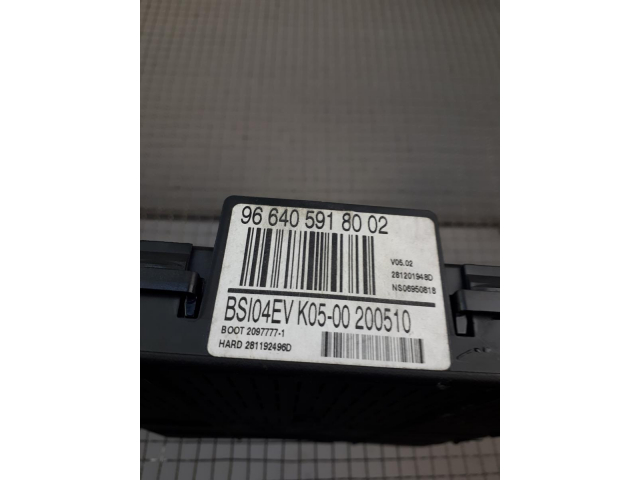 96 640 591 80 02
V05.02
281201948D
NS06950818
BSI04EV K05-00 200510
BOOT 2097777-1
HARD 281192496D